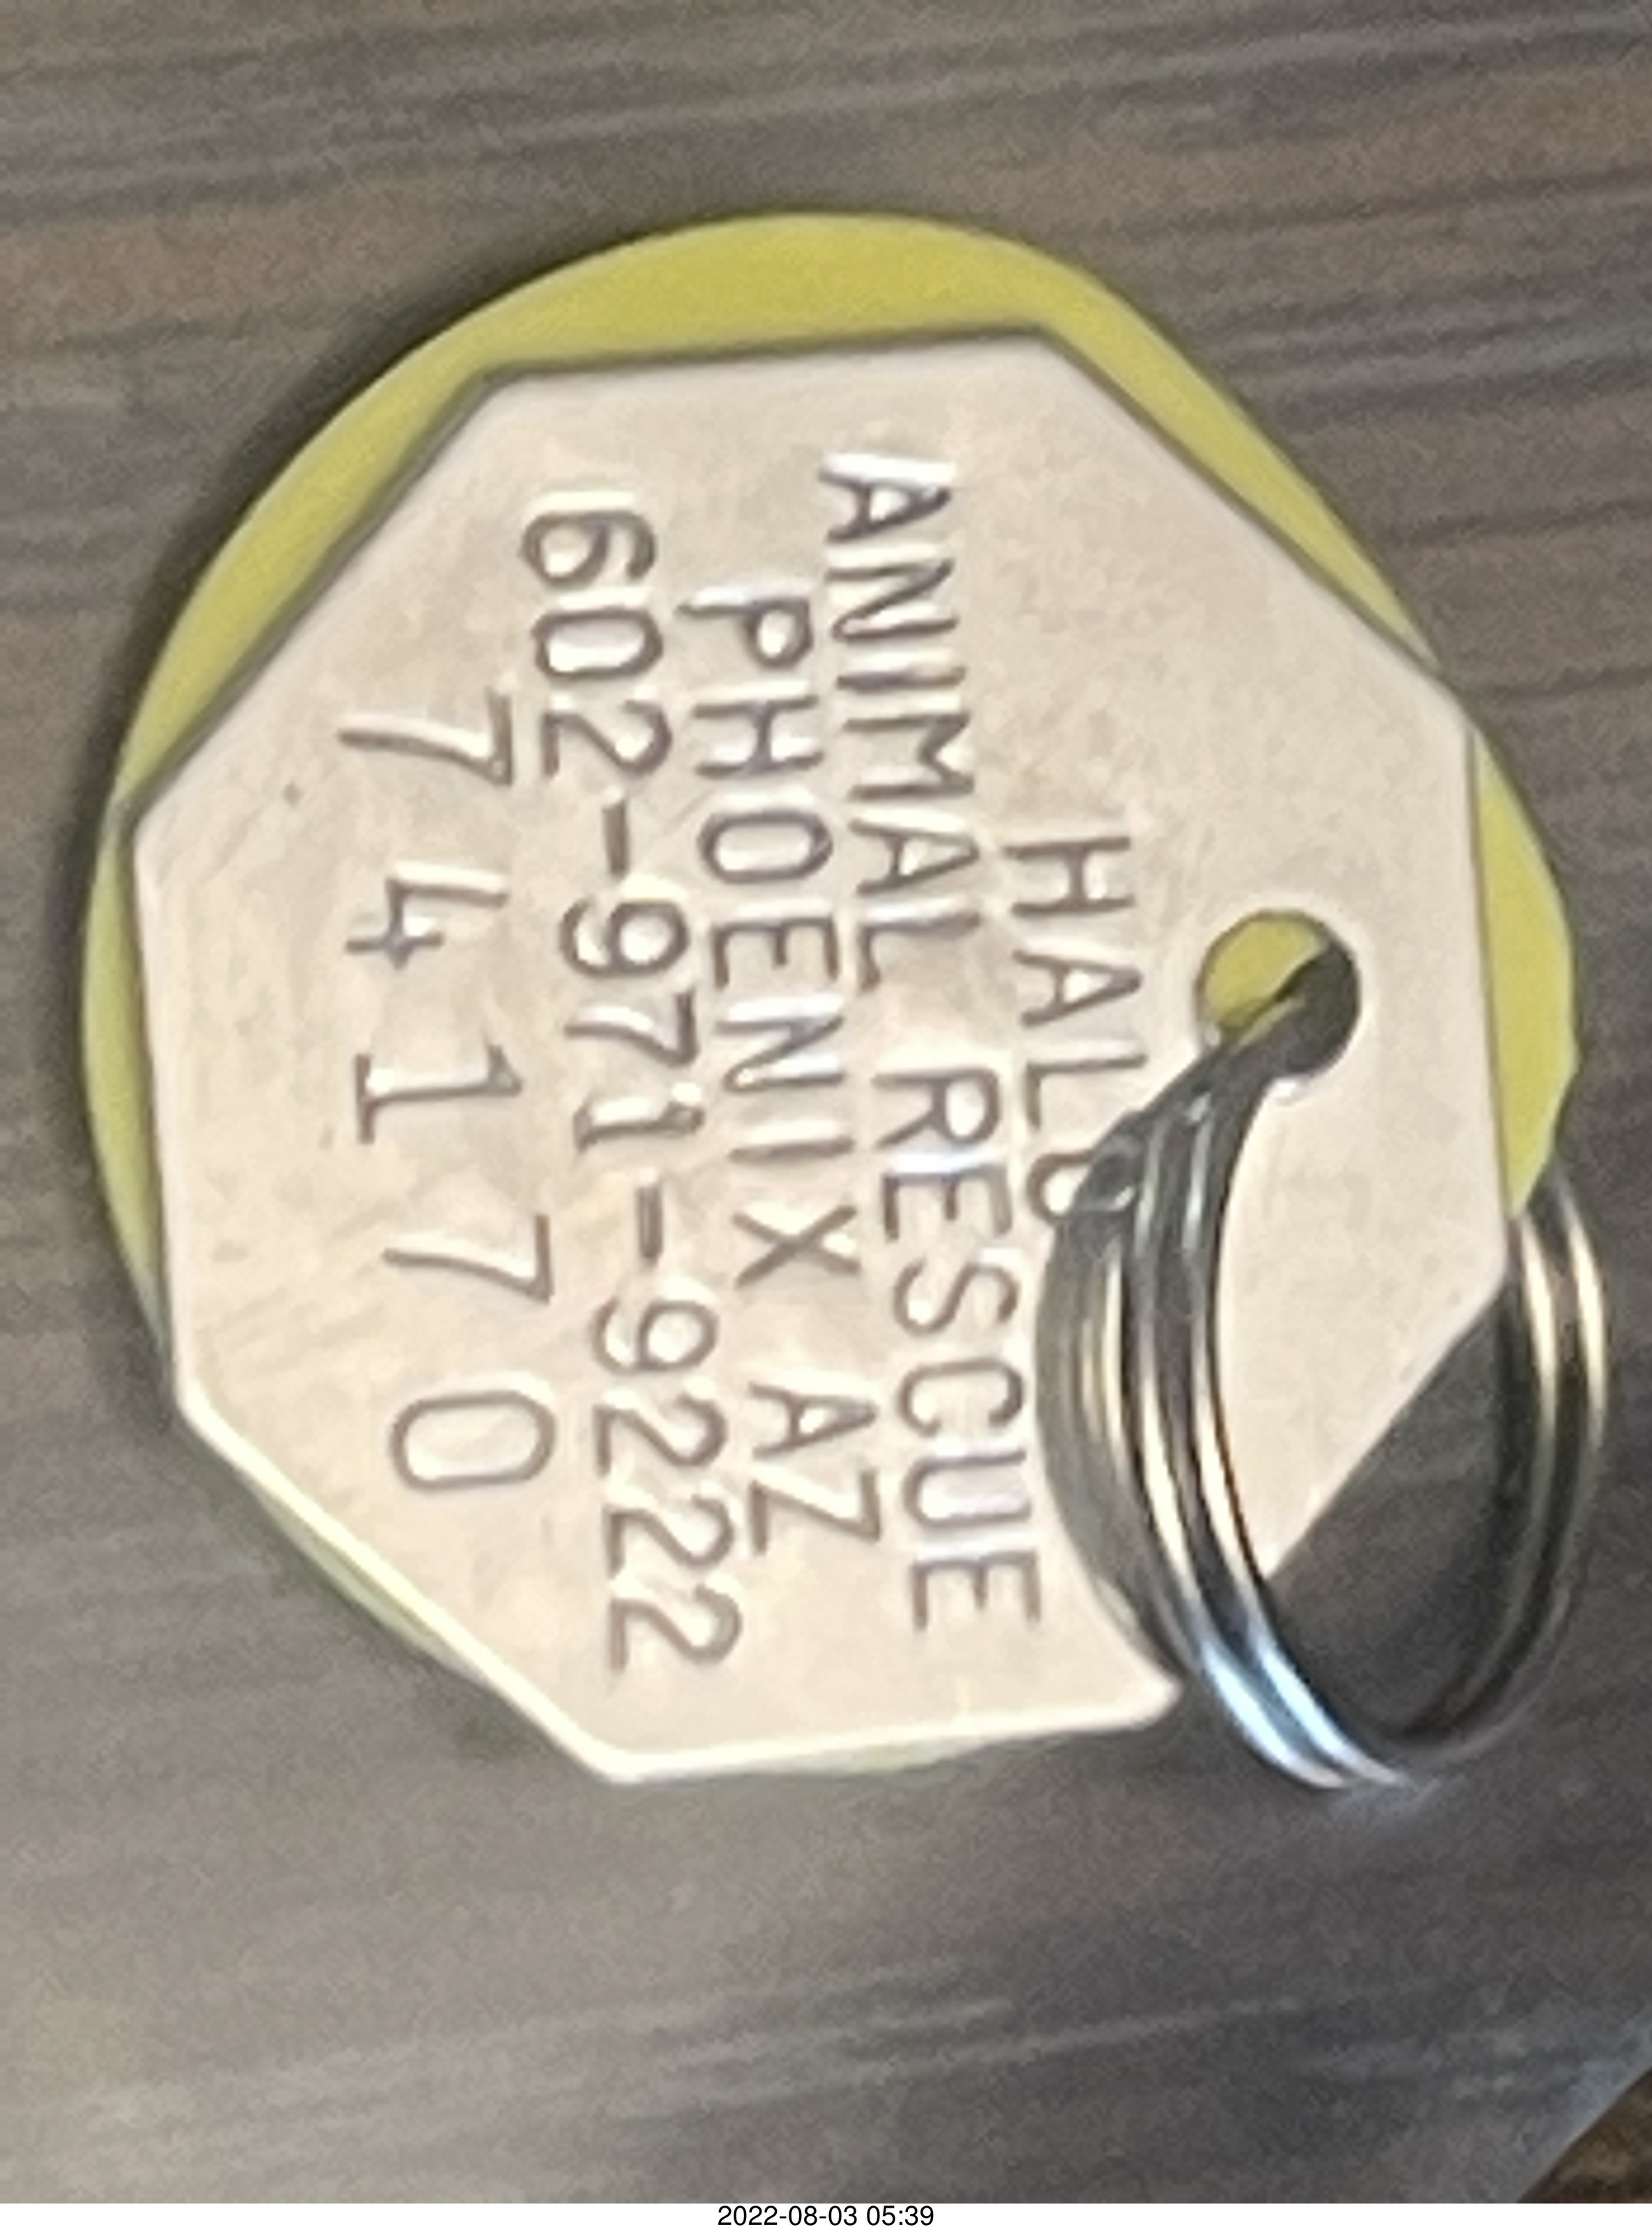 HALO
ANIMAL RESCUE
PHOENIX AZ
602-971-9222
74170
2022-08-03 05:39